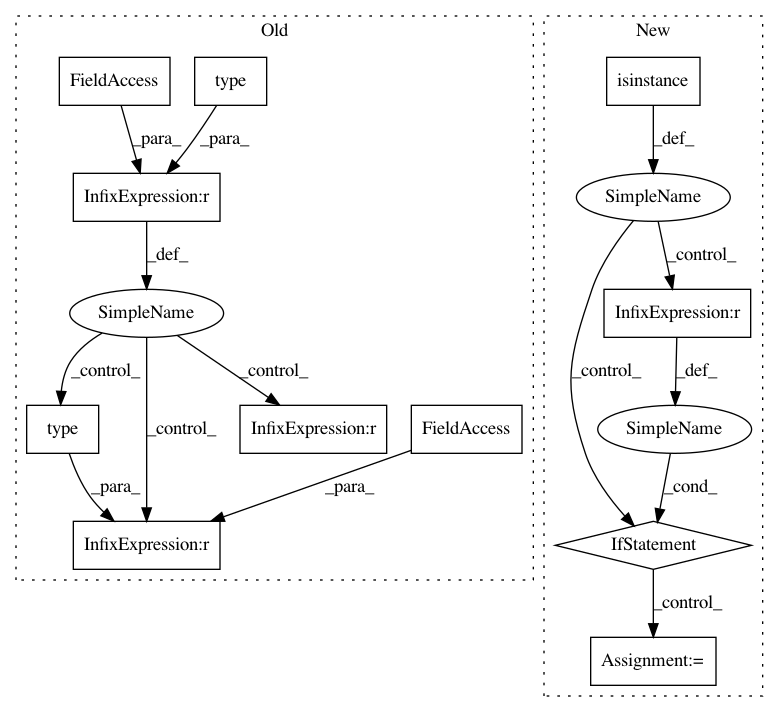 Old
New
FieldAccess
type
isinstance
_para_
_para_
_def_
InfixExpression:r
SimpleName
_def_
_control_
SimpleName
InfixExpression:r
_control_
_control_
_control_
_control_
_def_
type
InfixExpression:r
FieldAccess
SimpleName
_para_
_para_
_cond_
InfixExpression:r
IfStatement
_control_
Assignment:=